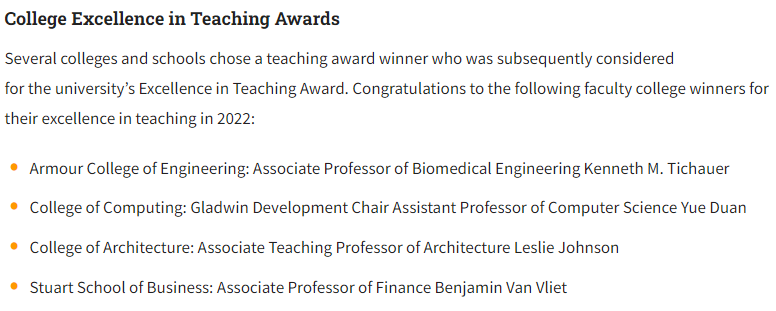 College Excellence in Teaching Awards
Several colleges and schools chose a teaching award winner who was subsequently considered
for the university’s Excellence in Teaching Award. Congratulations to the following faculty college winners for
their excellence in teaching in 2022:
Armour College of Engineering: Associate Professor of Biomedical Engineering Kenneth M. Tichauer
College of Computing: Gladwin Development Chair Assistant Professor of Computer Science Yue Duan
College of Architecture: Associate Teaching Professor of Architecture Leslie Johnson
Stuart School of Business: Associate Professor of Finance Benjamin Van Vliet